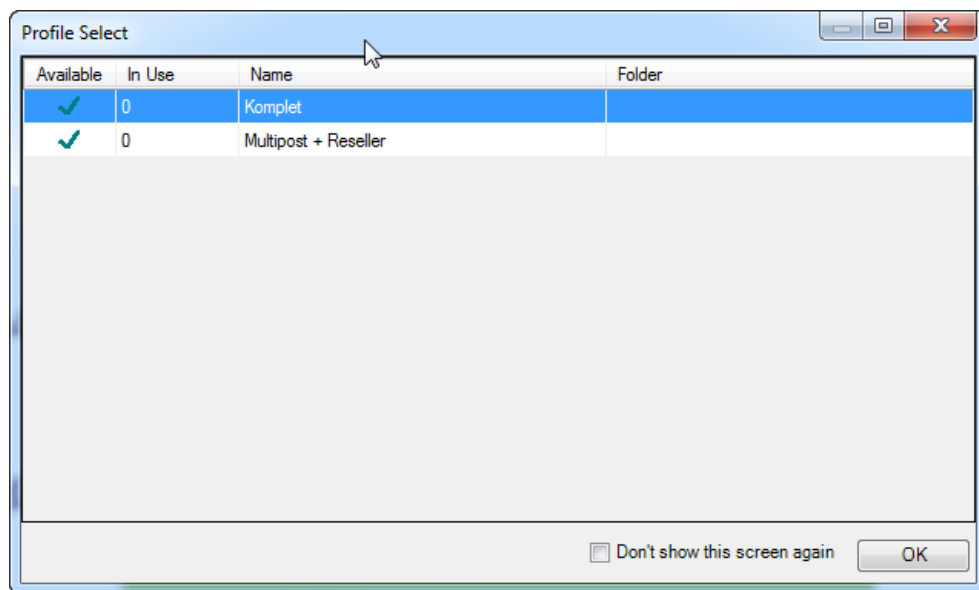 Profile Select
Available In Use Name Folder
0 Komplet
0 Multipost + Reseller
Don't show this screen again OK